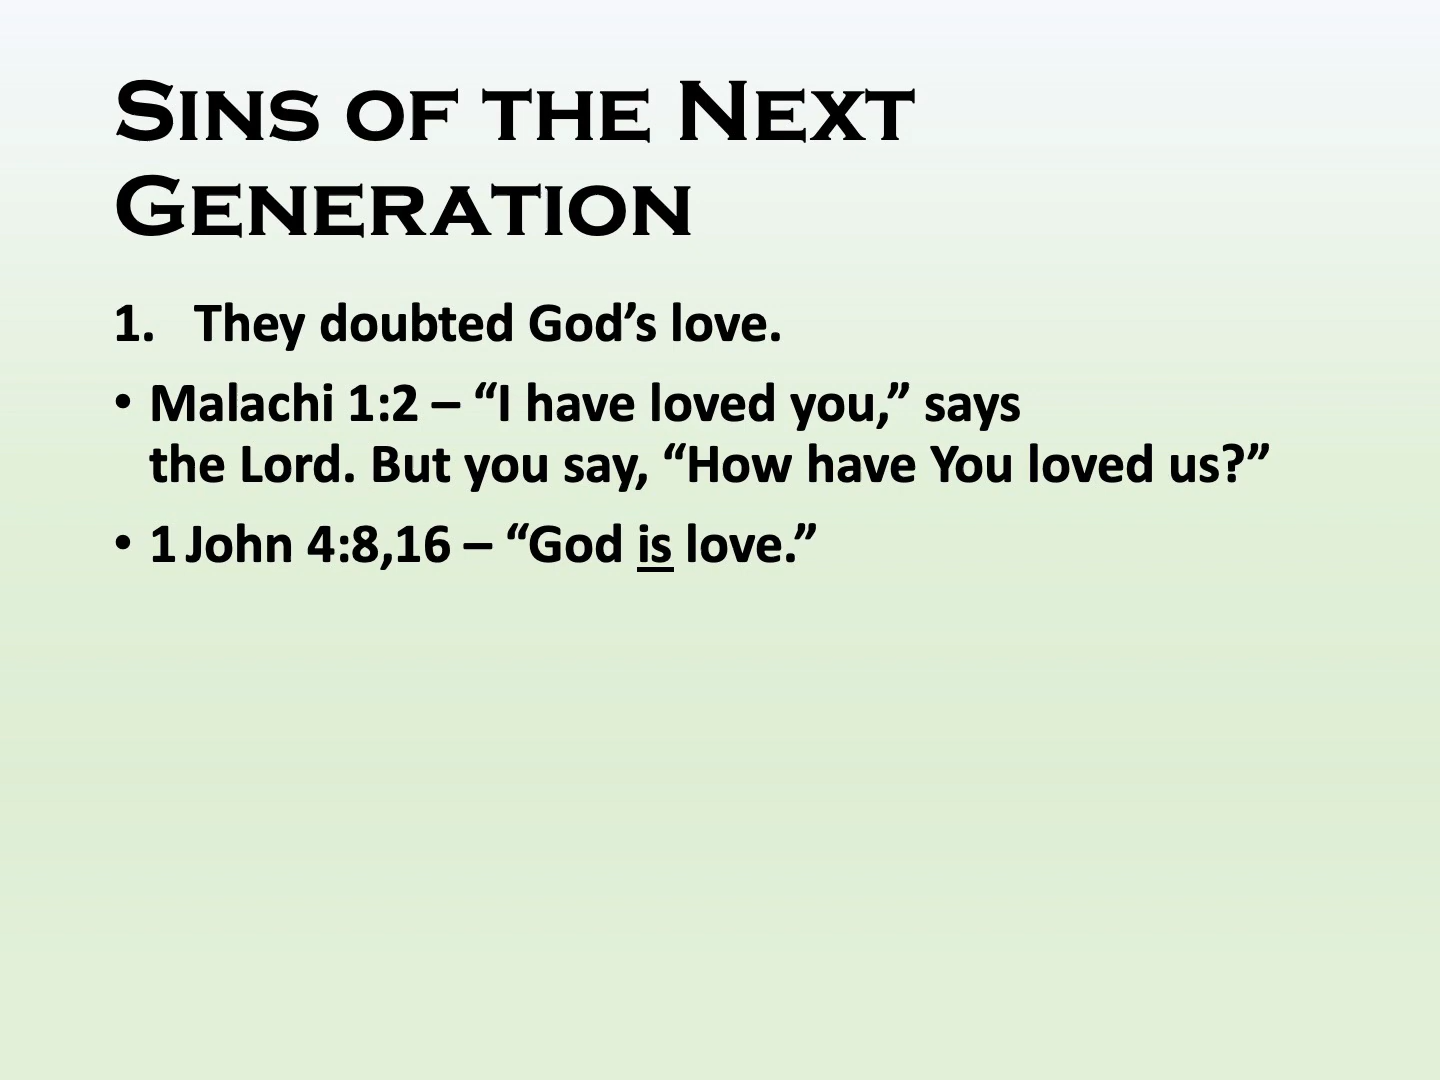 Sins of the Next
Generation
1. They doubted God’s love.
• Malachi 1:2 – “I have loved you,” says
the Lord. But you say, “How have You loved us?”
• 1 John 4:8,16 – “God is love.”